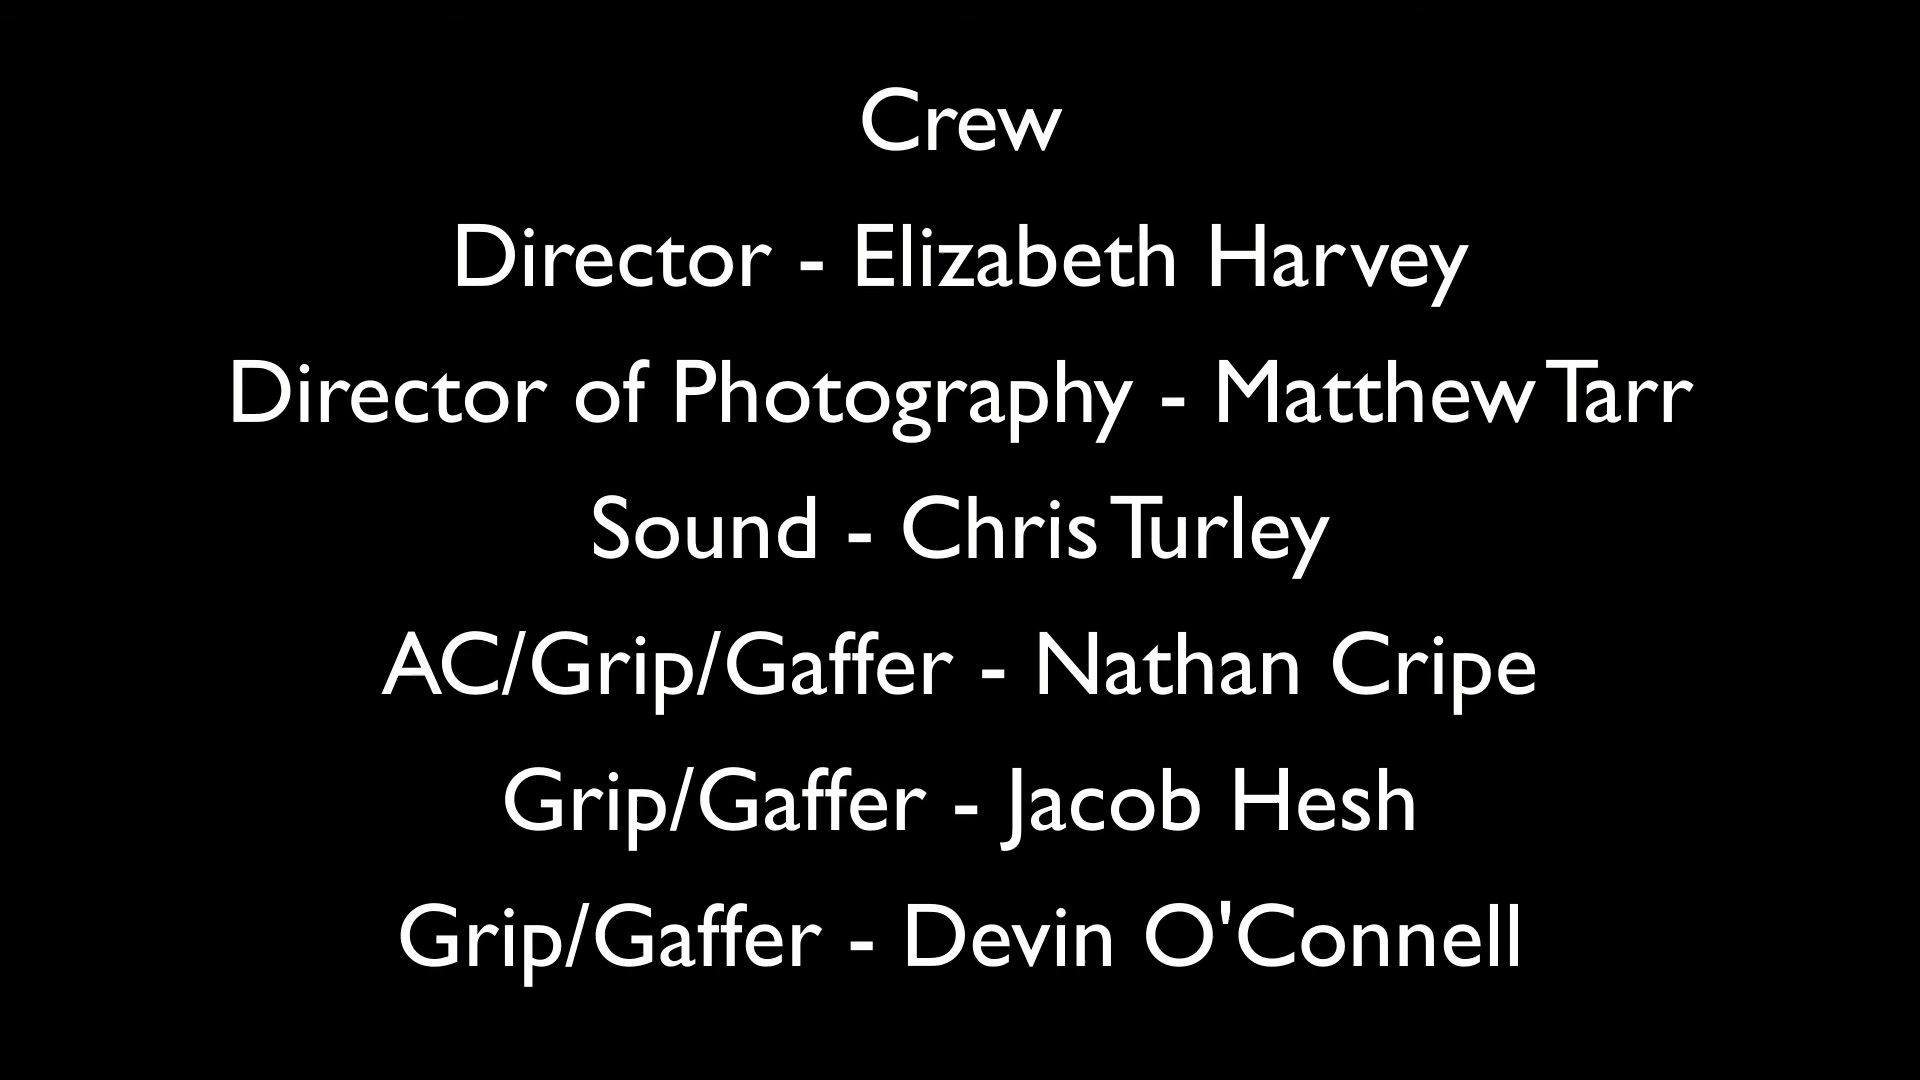 Crew
Director - Elizabeth Harvey
Director of Photography - Matthew Tarr
Sound - Chris Turley
AC/Grip/Gaffer - Nathan Cripe
Grip/Gaffer - Jacob Hesh
Grip/Gaffer - Devin O'Connell